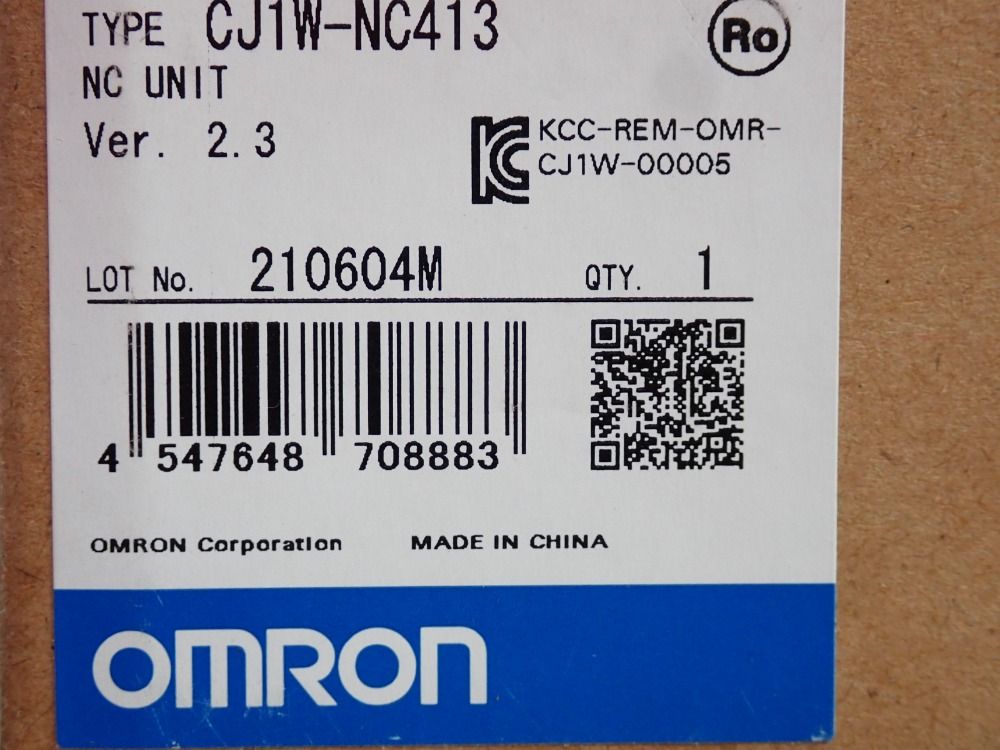 TYPE CJ1W-NC413
Ro
NC UNIT
Ver. 2.3
KCC-REM-OMR-
CJ1W-00005
LOT No. 210604M QTY. 1
4 547648 708883
OMRON Corporation MADE IN CHINA
OMRON